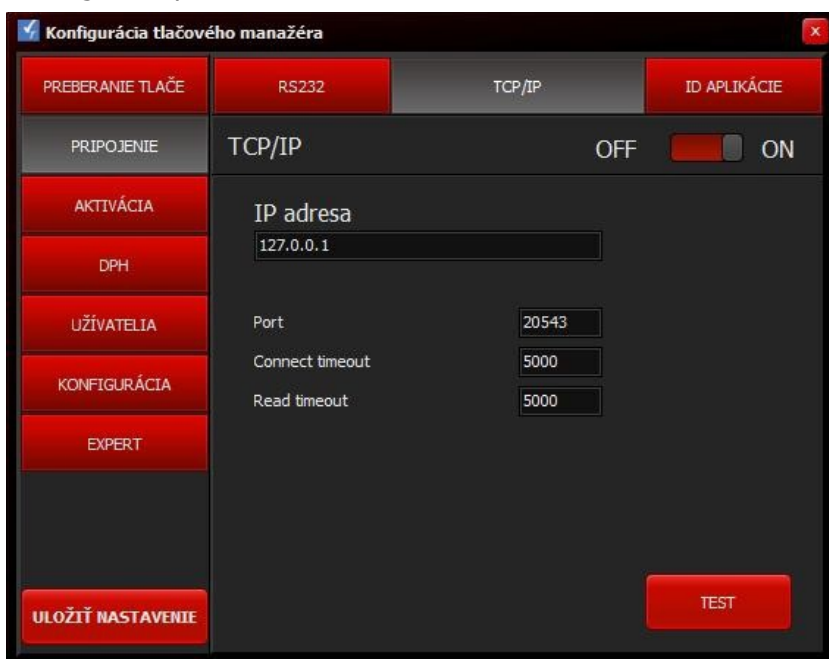 Konfigurácia tlačového manažéra
x
PREBERANIE TLAČE
RS232
TCP/IP
ID APLIKÁCIE
PRIPOJENIE
TCP/IP
OFF
ON
AKTIVÁCIA
IP adresa
127.0.0.1
DPH
UŽÍVATELIA
Port
20543
Connect timeout
5000
KONFIGURÁCIA
Read timeout
5000
EXPERT
ULOŽIŤ NASTAVENIE
TEST